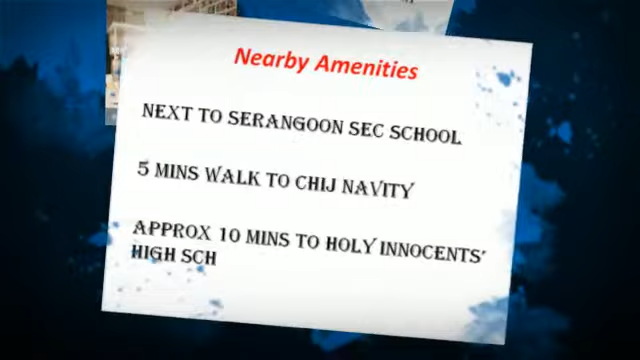 Nearby Amenities
NEXT TO SERANGOON SEC SCHOOL
5 MINS WALK TO CHIJ NAVITY
APPROX 10 MINS TO HOLY INNOCENTS'
HIGH SCH